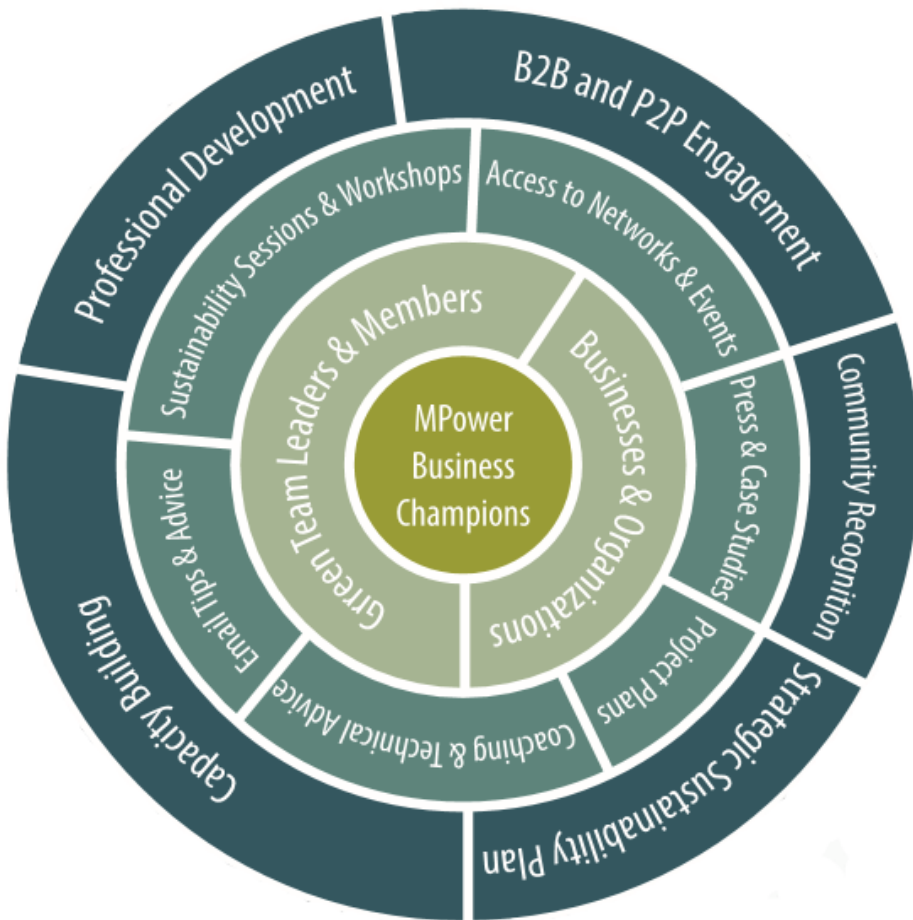 MPower
Business
Champions
Grreen Team Leaders & Members
Businesses & Organizations
Sustainability Sessions & Workshops
Access to Networks & Events
Press & Case Studies
Project Plans
Coaching & Technical Advice
Email Tips & Advice
Professional Development
B2B and P2P Engagement
Community Recognition
Strategic Sustainability Plan
Capacity Building